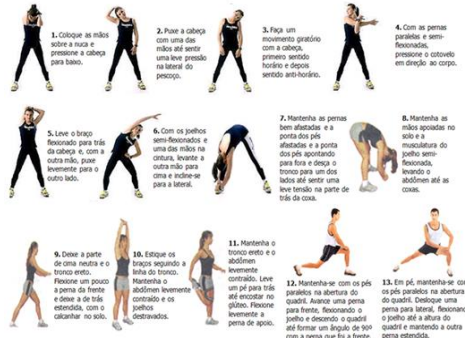 1. Coloque as mãos
sobre a nuca e
pressione a cabeça
para baixo.
2. Puxe a cabeça
com uma das
mãos até sentir
uma leve pressão
na lateral do
pescoço.
3. Faça um
movimento giratório
com a cabeça,
primeiro sentido
horário e depois
sentido anti-horário.
4. Com as pernas
paralelas e semi-
flexionadas,
pressione o cotovelo
em direção ao corpo.
5. Leve o braço
flexionado para trás
da cabeça e, com a
outra mão, puxe
levemente para o
outro lado.
6. Com os joelhos
semi-flexionados e
uma das mãos na
cintura, levante a
outra mão para
cima e incline-se
para a lateral.
7. Mantenha as pernas
bem afastadas e a
ponta dos pés
afastadas e a ponta
dos pés apontando
para fora e desça o
tronco para um dos
lados até sentir uma
leve tensão na parte
de trás da coxa.
8. Mantenha as
mãos apoiadas no
solo e a
musculatura do
joelho semi-
flexionada,
levando o
abdômen até as
coxas.
9. Deixe a parte
de cima neutra e o
tronco ereto.
Flexione um pouco
a perna da frente
e deixe a de trás
estendida, com o
calcanhar no solo.
10. Estique os
braços seguindo a
linha do tronco.
Mantenha o
abdômen levemente
contraído e os
joelhos
destravados.
11. Mantenha o
tronco ereto e o
abdômen
levemente
contraído. Leve
um pé para trás
até encostar no
glúteo. Flexione
levemente a
perna de apoio.
12. Mantenha-se com os pés
paralelos na abertura do
quadril. Avance uma perna
para frente, flexionando o
joelho e descendo o quadril
até formar um ângulo de 90º
com a perna que foi a frente.
13. Em pé, mantenha-se com
os pés paralelos na abertura
do quadril. Desloque uma
perna para lateral, flexionando
o joelho até a altura do
quadril e mantendo a outra
perna estendida.